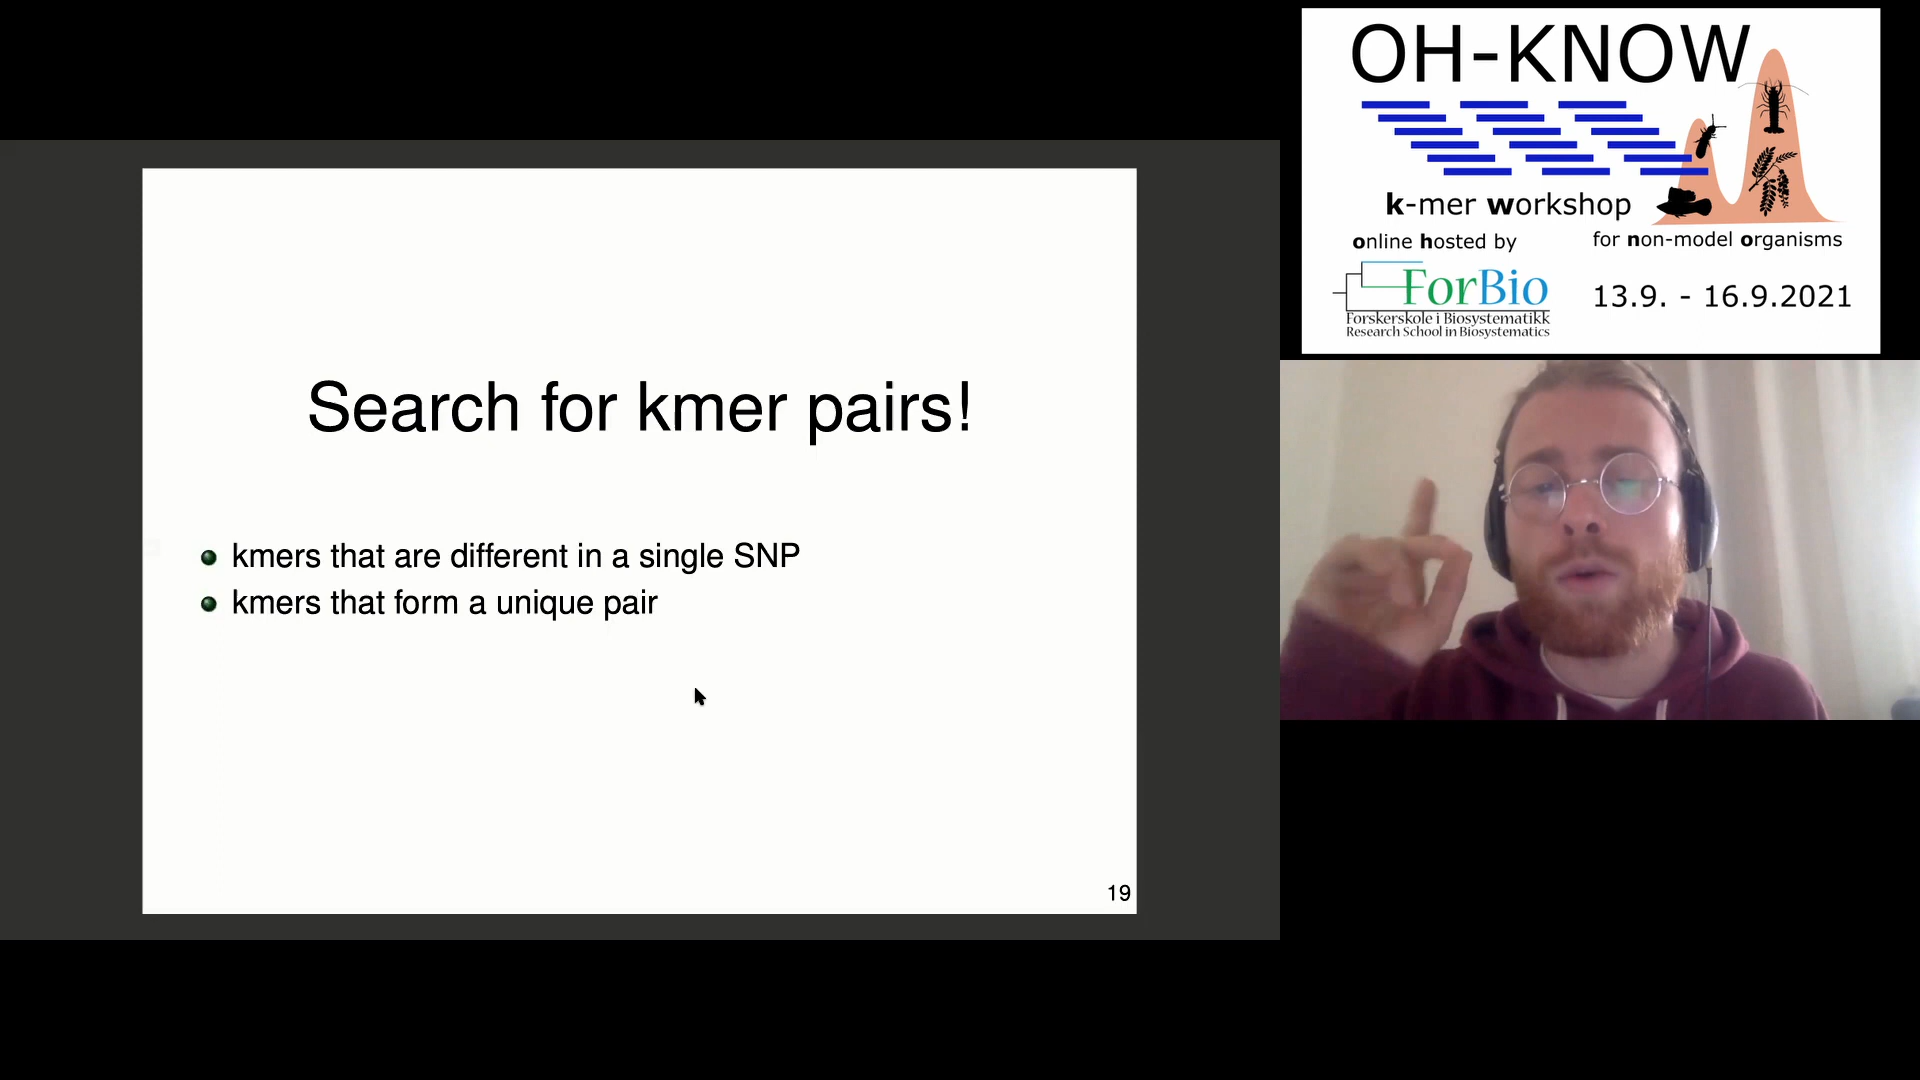 Search for kmer pairs!
kmers that are different in a single SNP
kmers that form a unique pair
19
OH-KNOW
k-mer workshop
online hosted by
for non-model organisms
ForBio
Forskerskole i Biosystematikk
Research School in Biosystematics
13.9. - 16.9.2021